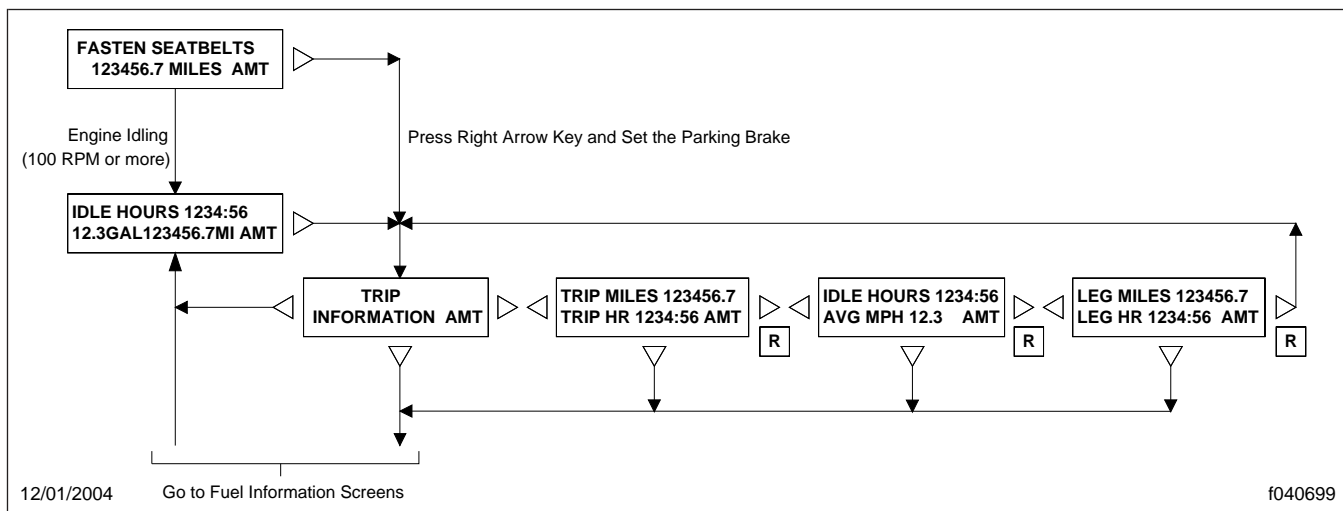 FASTEN SEATBELTS
123456.7 MILES AMT
Engine Idling
(100 RPM or more)
Press Right Arrow Key and Set the Parking Brake
IDLE HOURS 1234:56
12.3GAL123456.7MI AMT
TRIP
INFORMATION AMT
TRIP MILES 123456.7
TRIP HR 1234:56 AMT
R
IDLE HOURS 1234:56
AVG MPH 12.3 AMT
R
LEG MILES 123456.7
LEG HR 1234:56 AMT
R
12/01/2004
Go to Fuel Information Screens
f040699